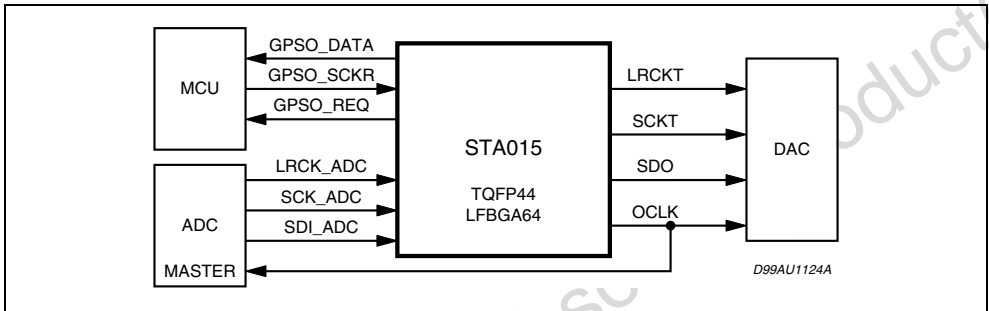 GPSO_DATA
GPSO_SCKR
GPSO_REQ
MCU
LRCK_ADC
SCK_ADC
SDI_ADC
ADC
MASTER
STA015
TQFP44
LFBGA64
LRCKT
SCKT
SDO
OCLK
DAC
D99AU1124A